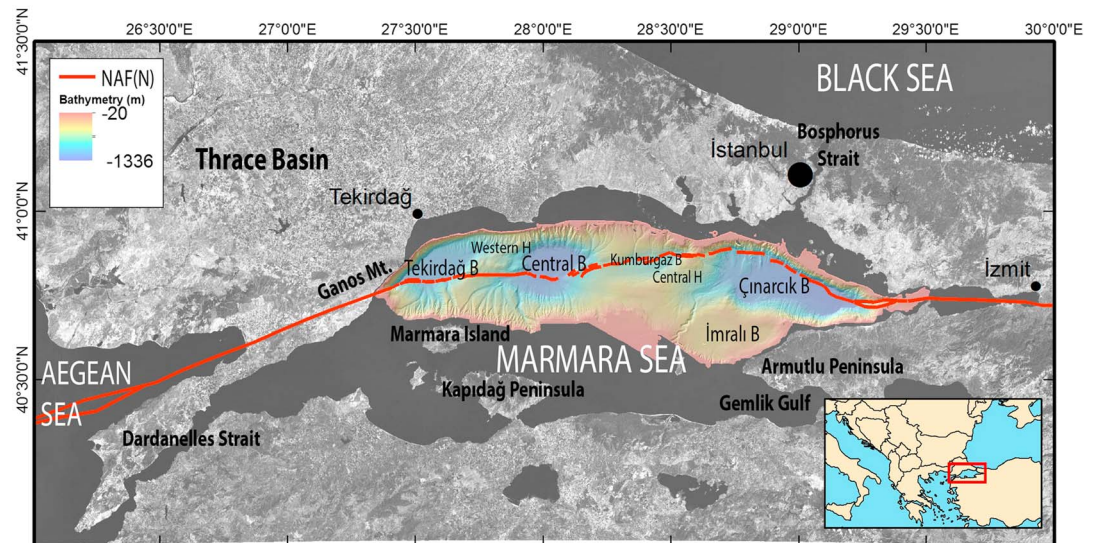 26°30'0"E
27°0'0"E
27°30'0"E
28°0'0"E
28°30'0"E
29°0'0"E
29°30'0"E
30°0'0"E
41°30'0"N
41°0'0"N
40°30'0"N
NAF(N)
Bathymetry (m)
-20
-1336
BLACK SEA
Bosphorus
Strait
İstanbul
Thrace Basin
Tekirdağ
Western H
Tekirdağ B
Central B
Kumburgaz B
Central H
Çınarcık B
İzmit
Ganos Mt.
İmralı B
Marmara Island
MARMARA SEA
Armutlu Peninsula
AEGEAN
SEA
Kapıdağ Peninsula
Gemlik Gulf
Dardanelles Strait